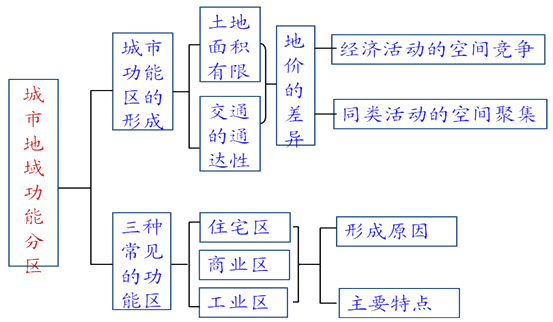 城
市
地
域
功
能
分
区
城市
功能
区的
形成
土地
面积
有限
交通
的通
达性
地
价
的
差
异
经济活动的空间竞争
同类活动的空间聚集
三种
常见
的功
能区
住宅区
商业区
工业区
形成原因
主要特点